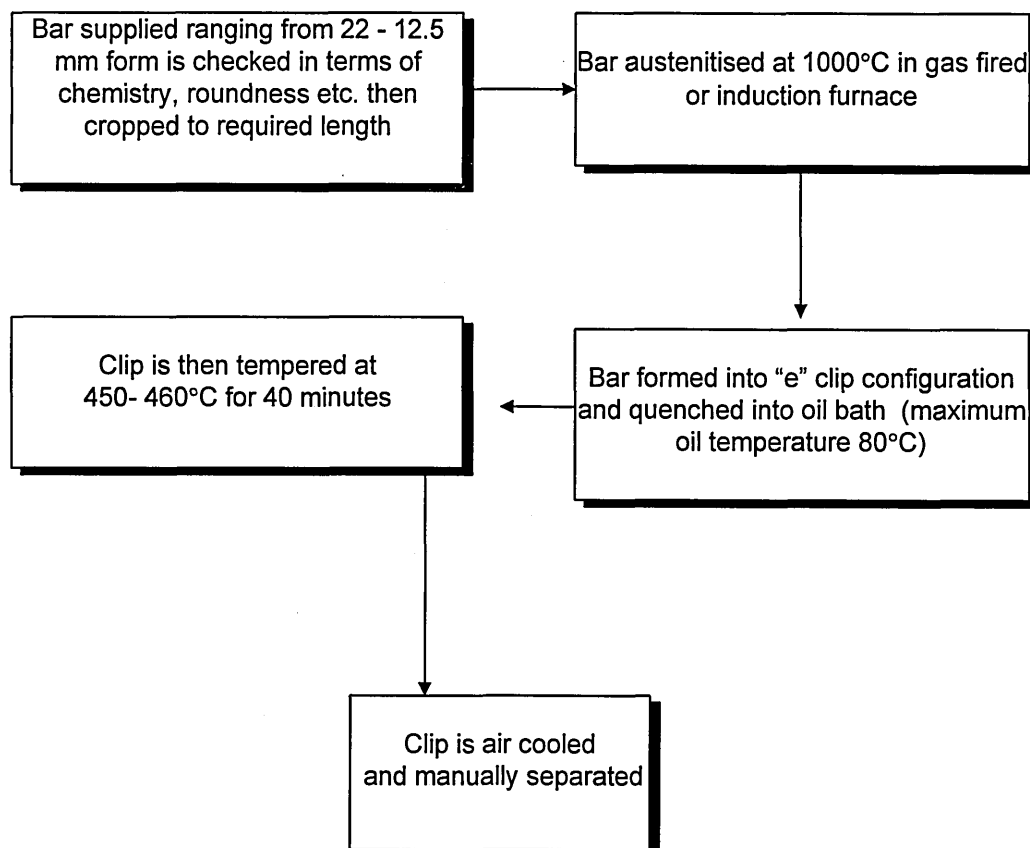 Bar supplied ranging from 22 - 12.5
mm form is checked in terms of
chemistry, roundness etc. then
cropped to required length
Bar austenitised at 1000°C in gas fired
or induction furnace
Bar formed into “e” clip configuration
and quenched into oil bath (maximum
oil temperature 80°C)
Clip is then tempered at
450- 460°C for 40 minutes
Clip is air cooled
and manually separated